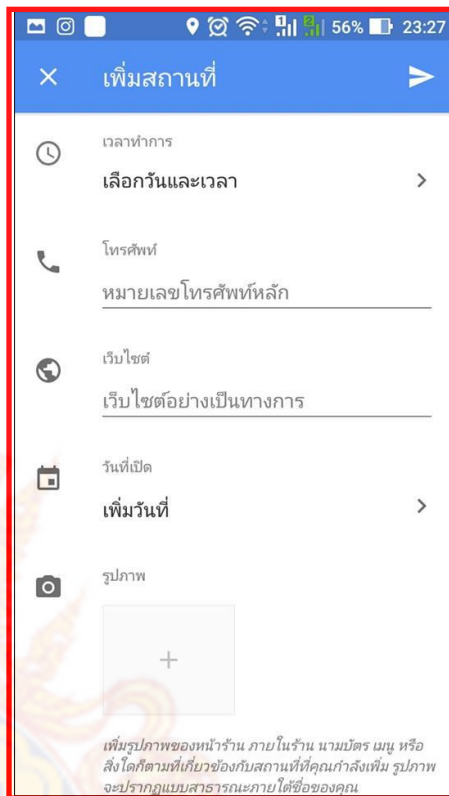 56% 23:27
เพิ่มสถานที่
เวลาทำการ
เลือกวันและเวลา
โทรศัพท์
หมายเลขโทรศัพท์หลัก
เว็บไซต์
เว็บไซต์อย่างเป็นทางการ
วันที่เปิด
เพิ่มวันที่
รูปภาพ
เพิ่มรูปภาพของหน้าร้าน ภายในร้าน นามบัตร เมนู หรือ
สิ่งใดก็ตามที่เกี่ยวข้องกับสถานที่ที่คุณกำลังเพิ่ม รูปภาพ
จะปรากฏแบบสาธารณะภายใต้ชื่อของคุณ